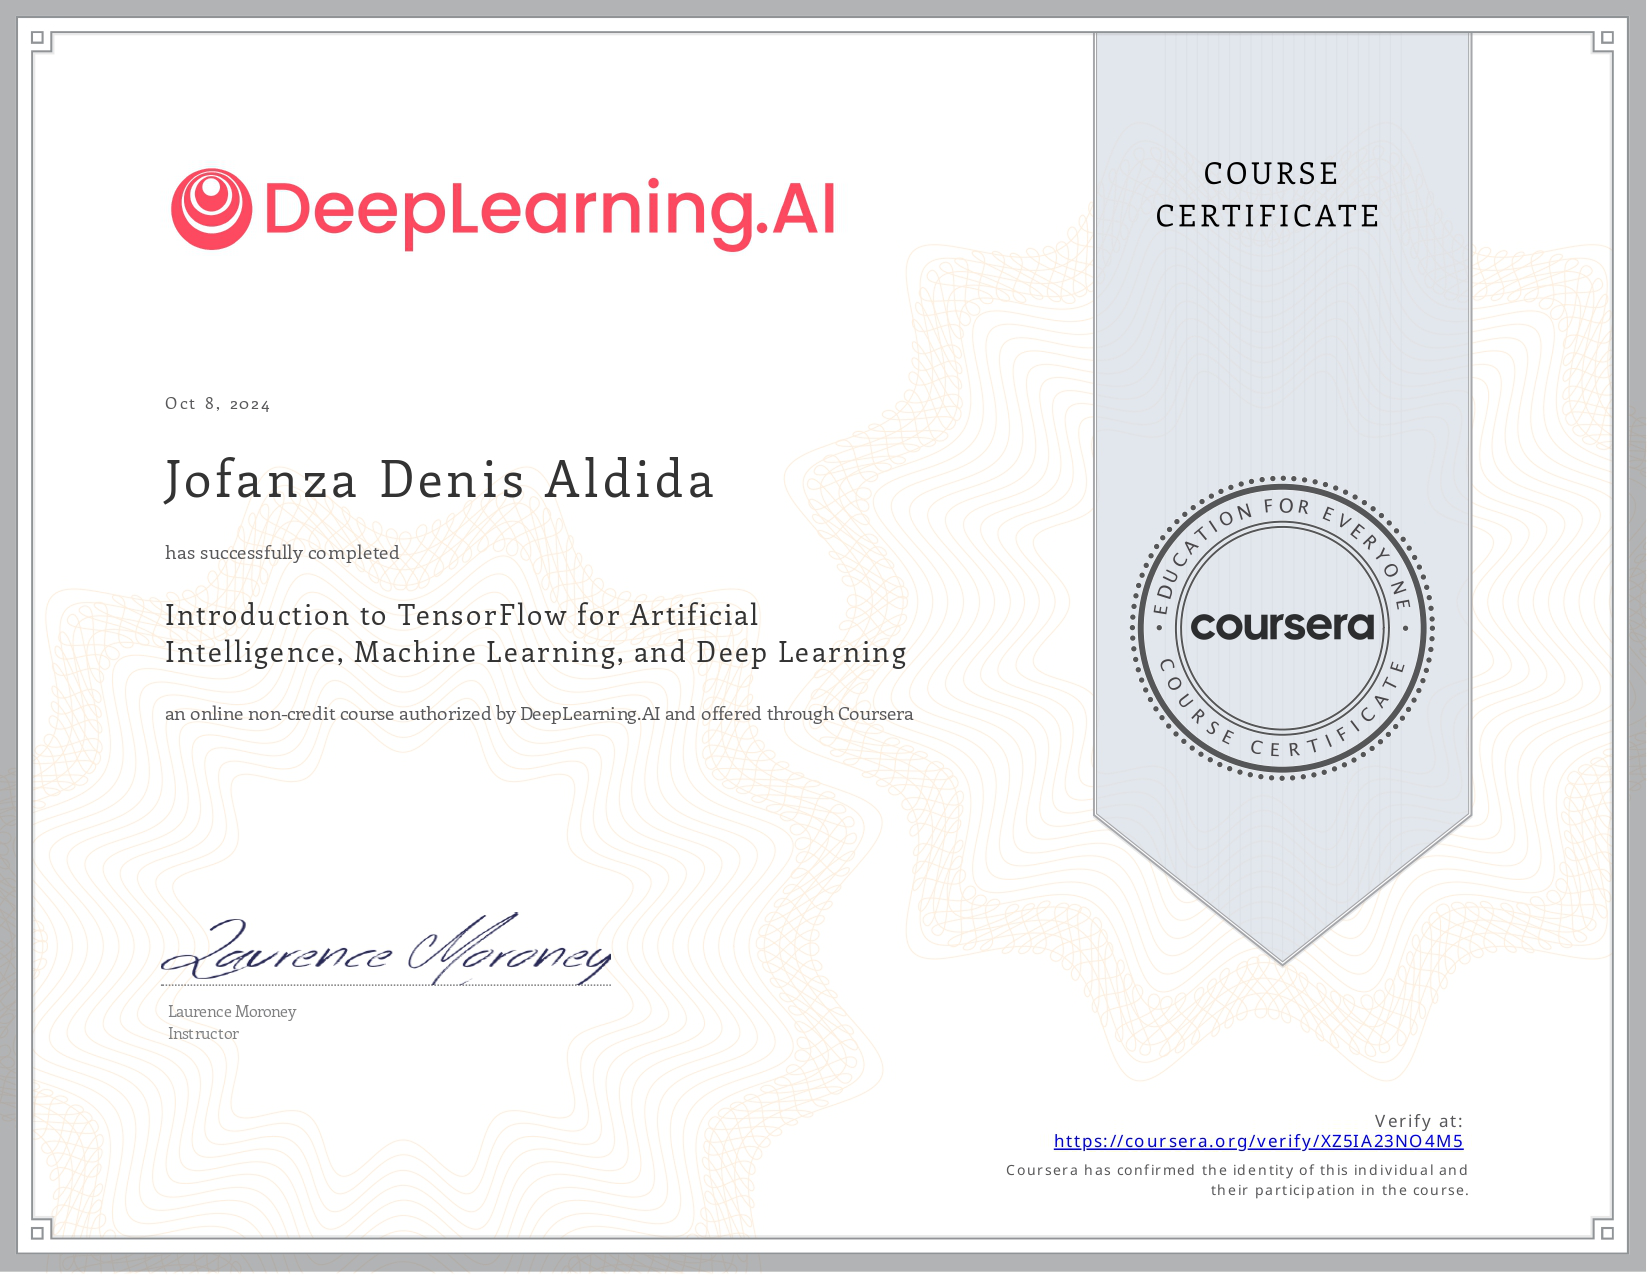 DeepLearning.AI
COURSE
CERTIFICATE
Oct 8, 2024
Jofanza Denis Aldida
has successfully completed
Introduction to TensorFlow for Artificial
Intelligence, Machine Learning, and Deep Learning
an online non-credit course authorized by DeepLearning.AI and offered through Coursera
EDUCATION FOR EVERYONE
coursera
COURSE CERTIFICATE
Laurence Moroney
Laurence Moroney
Instructor
Verify at:
https://coursera.org/verify/XZ5IA23NO4M5
Coursera has confirmed the identity of this individual and
their participation in the course.